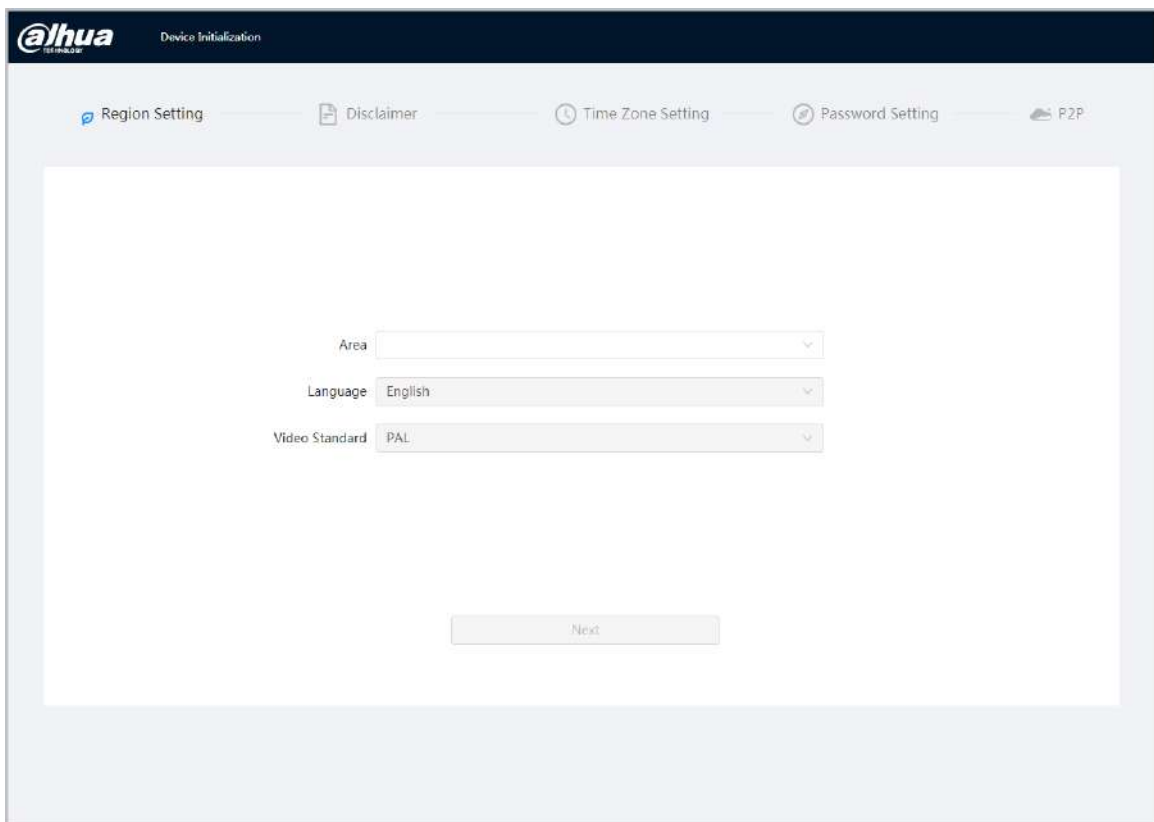 alhua
TECHNOLOGY
Device Initialization
Region Setting
Disclaimer
Time Zone Setting
Password Setting
P2P
Area
Language English
Video Standard PAL
Next